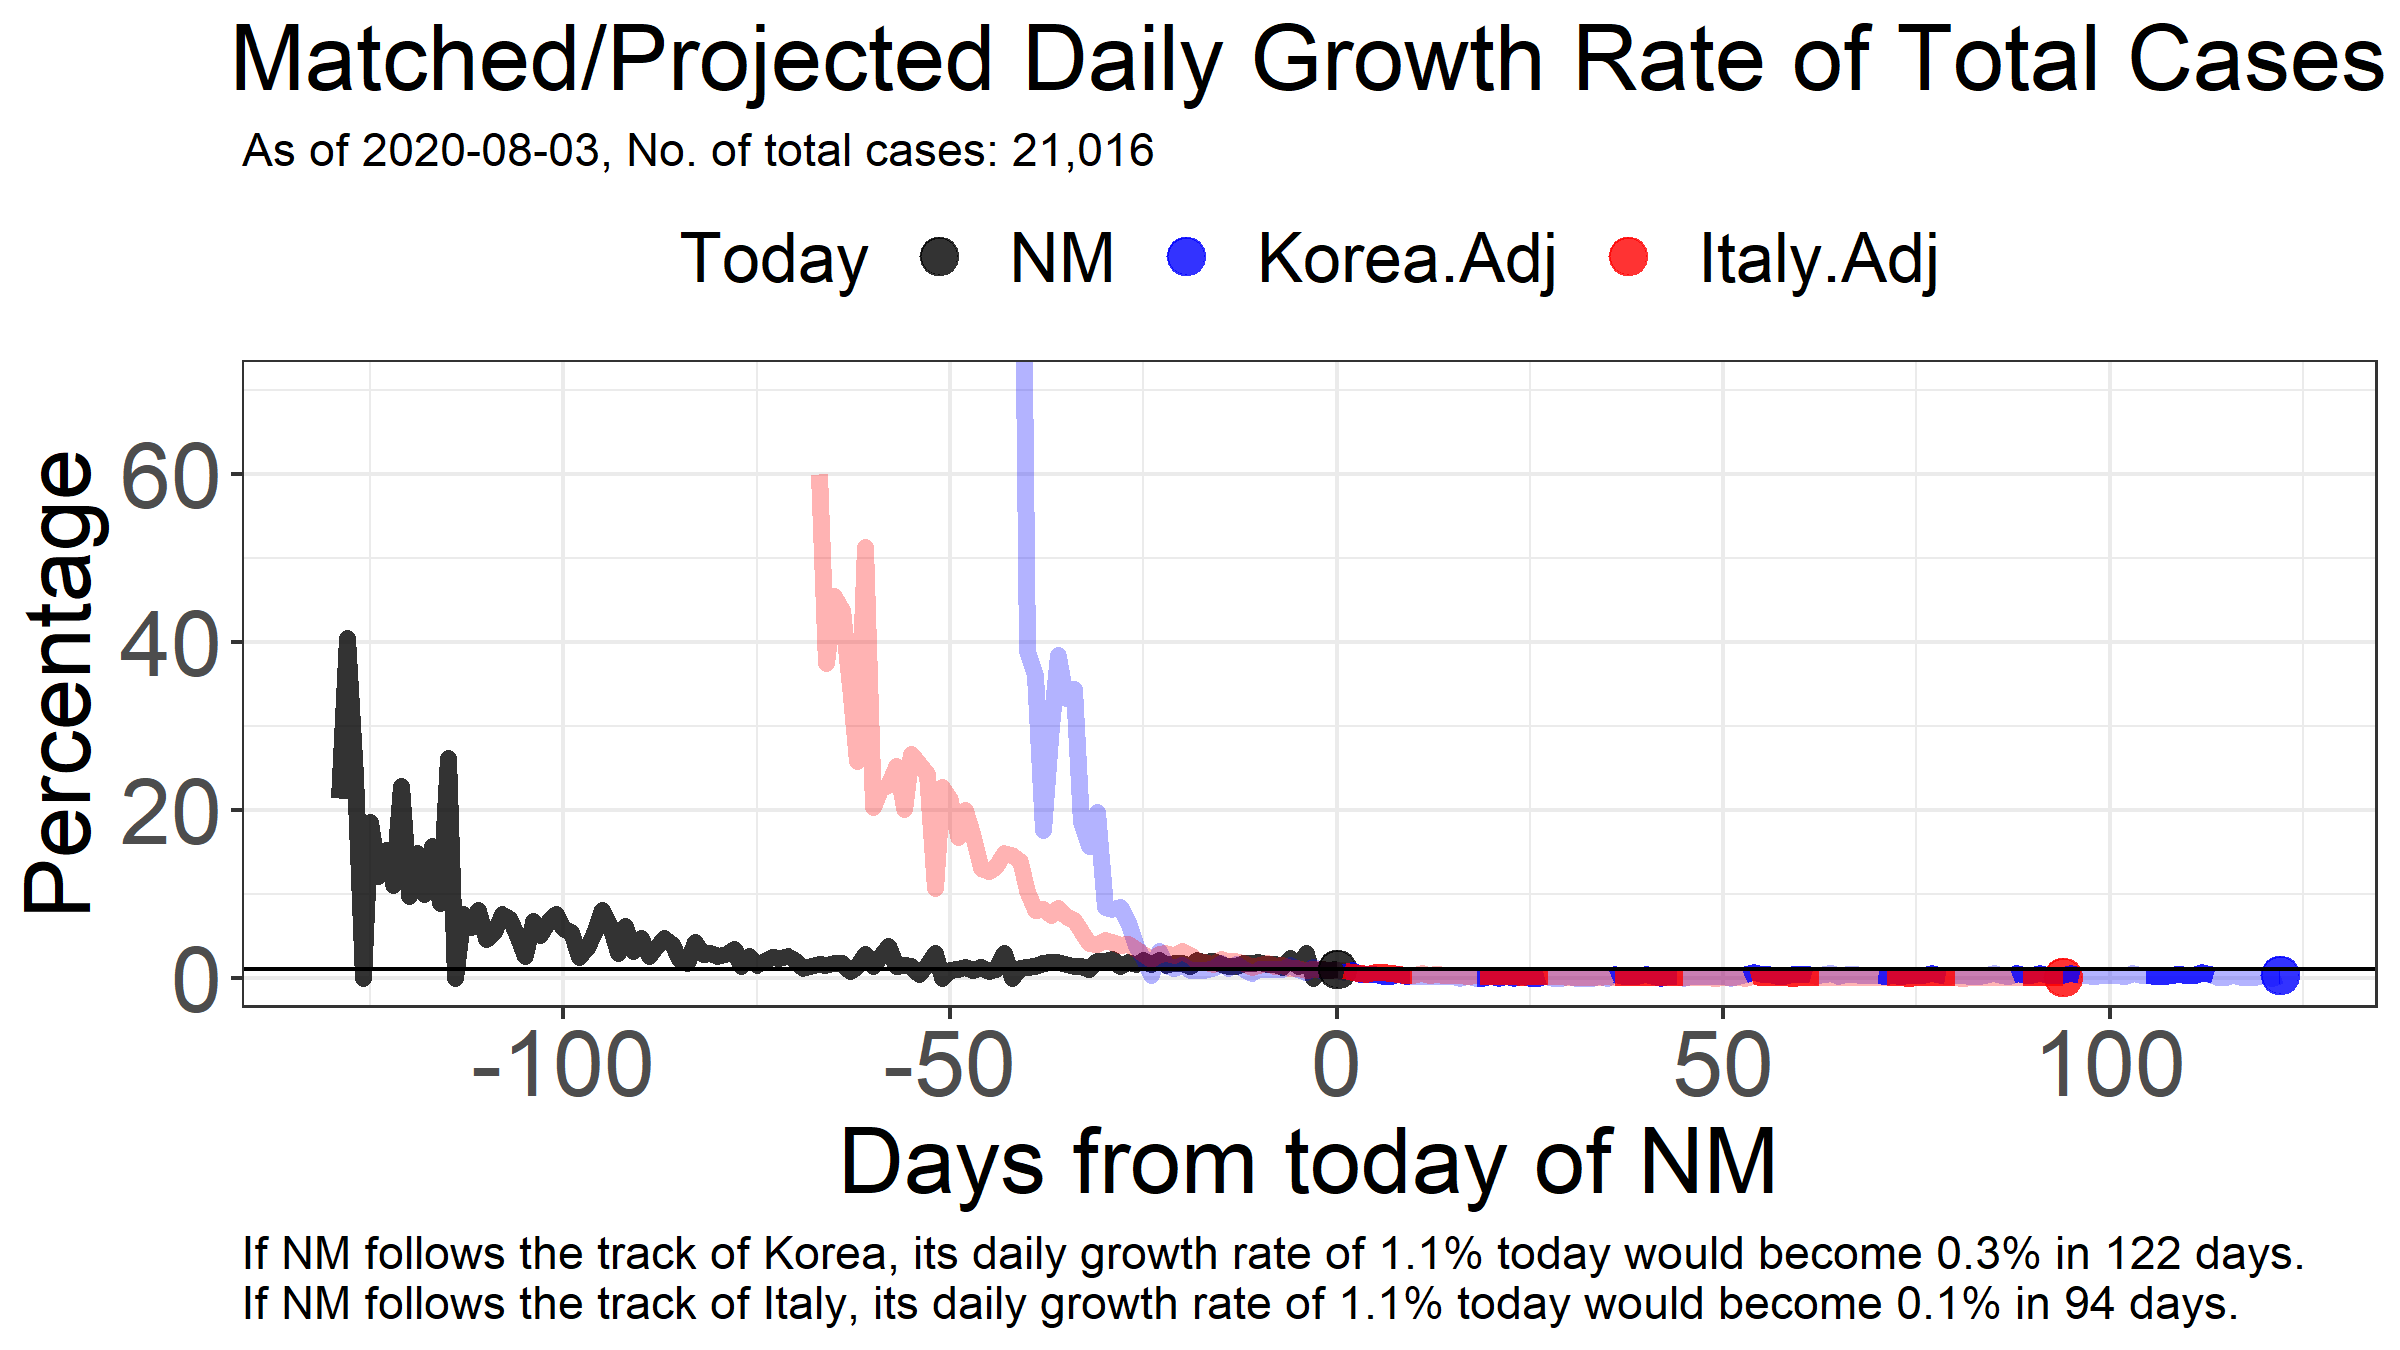 Matched/Projected Daily Growth Rate of Total Cases
As of 2020-08-03, No. of total cases: 21,016
Today NM Korea.Adj Italy.Adj
Percentage
60
40
20
0
-100 -50 0 50 100
Days from today of NM
If NM follows the track of Korea, its daily growth rate of 1.1% today would become 0.3% in 122 days.
If NM follows the track of Italy, its daily growth rate of 1.1% today would become 0.1% in 94 days.